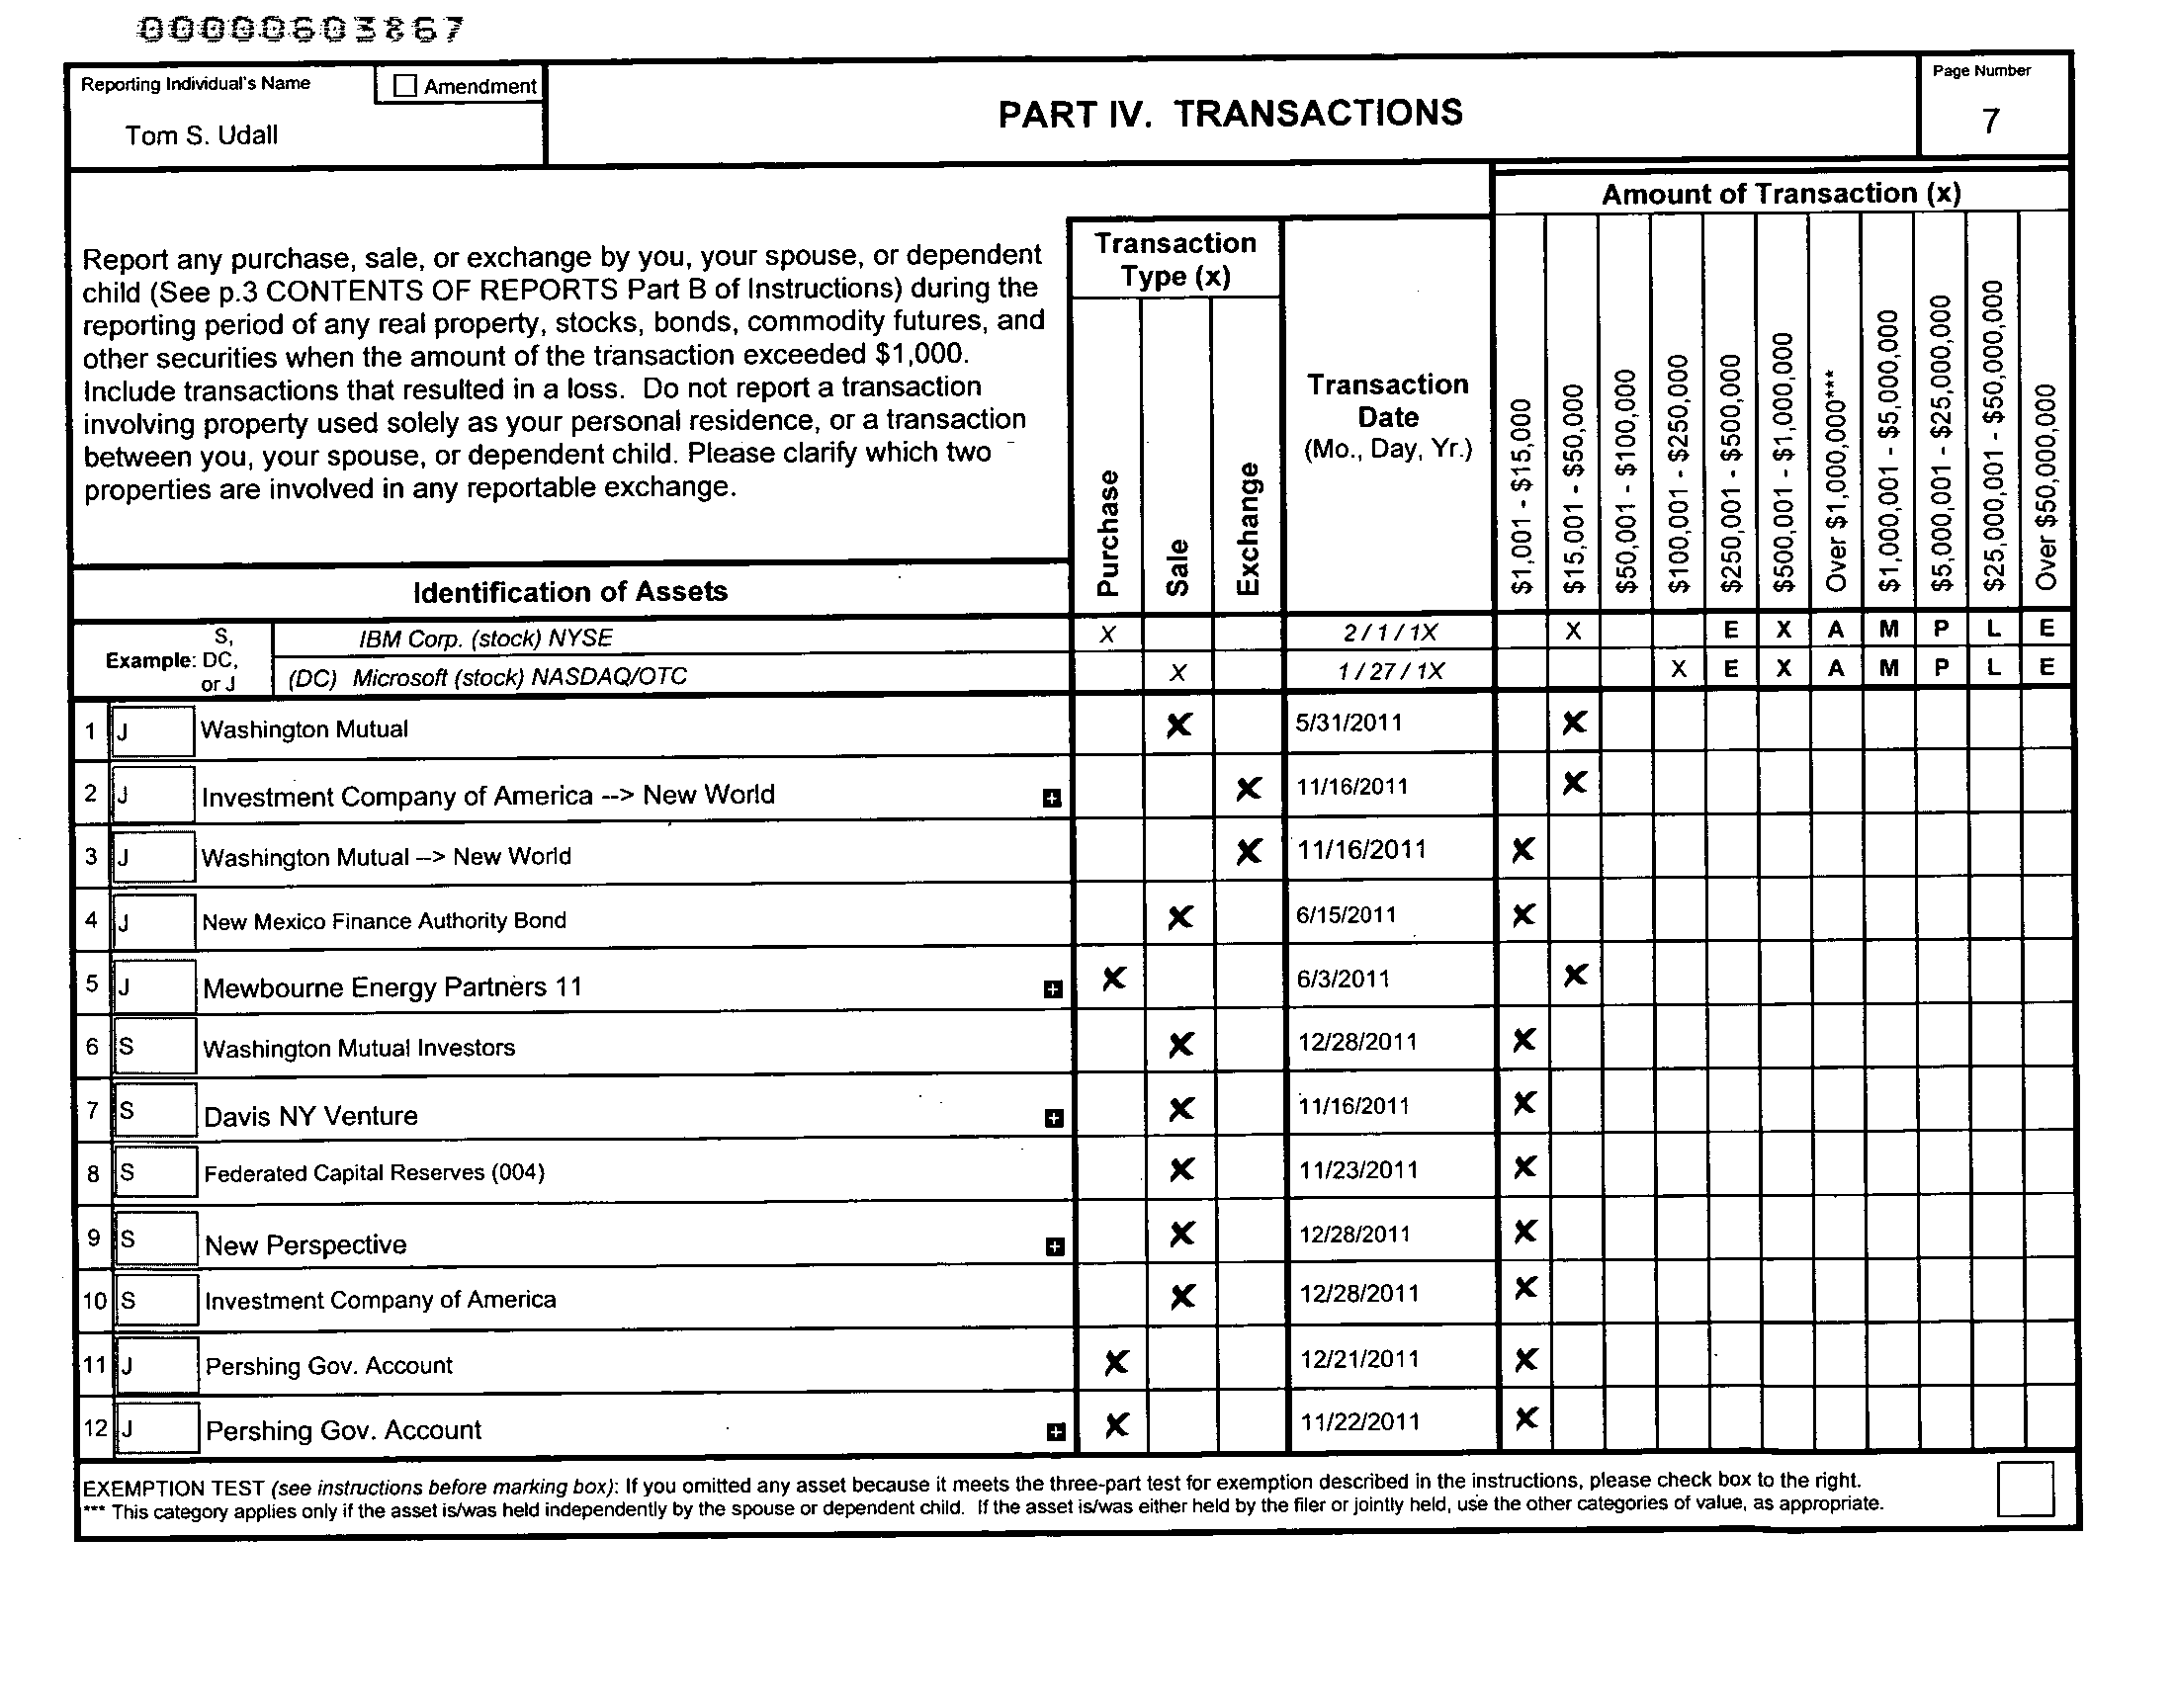 00000603867
Reporting Individual's Name
Amendment
Tom S. Udall
PART IV. TRANSACTIONS
Page Number
7
Amount of Transaction (x)
Report any purchase, sale, or exchange by you, your spouse, or dependent
child (See p.3 CONTENTS OF REPORTS Part B of Instructions) during the
reporting period of any real property, stocks, bonds, commodity futures, and
other securities when the amount of the transaction exceeded $1,000.
Include transactions that resulted in a loss. Do not report a transaction
involving property used solely as your personal residence, or a transaction
between you, your spouse, or dependent child. Please clarify which two
properties are involved in any reportable exchange.
Transaction
Type (x)
Purchase
Sale
Exchange
Transaction
Date
(Mo., Day, Yr.)
$1,001 - $15,000
$15,001 - $50,000
$50,001 - $100,000
$100,001 - $250,000
$250,001 - $500,000
$500,001 - $1,000,000
Over $1,000,000***
$1,000,001 - $5,000,000
$5,000,001 - $25,000,000
$25,000,001 - $50,000,000
Over $50,000,000
Identification of Assets
Example: S, DC, or J
IBM Corp. (stock) NYSE X 2 / 1 / 1X X E X A M P L E
(DC) Microsoft (stock) NASDAQ/OTC X 1 / 27 / 1X X E X A M P L E
1 J Washington Mutual X 5/31/2011 X
2 J Investment Company of America --> New World X 11/16/2011 X
3 J Washington Mutual --> New World X 11/16/2011 X
4 J New Mexico Finance Authority Bond X 6/15/2011 X
5 J Mewbourne Energy Partners 11 X 6/3/2011 X
6 S Washington Mutual Investors X 12/28/2011 X
7 S Davis NY Venture X 11/16/2011 X
8 S Federated Capital Reserves (004) X 11/23/2011 X
9 S New Perspective X 12/28/2011 X
10 S Investment Company of America X 12/28/2011 X
11 J Pershing Gov. Account X 12/21/2011 X
12 J Pershing Gov. Account X 11/22/2011 X
EXEMPTION TEST (see instructions before marking box): If you omitted any asset because it meets the three-part test for exemption described in the instructions, please check box to the right.
*** This category applies only if the asset is/was held independently by the spouse or dependent child. If the asset is/was either held by the filer or jointly held, use the other categories of value, as appropriate.